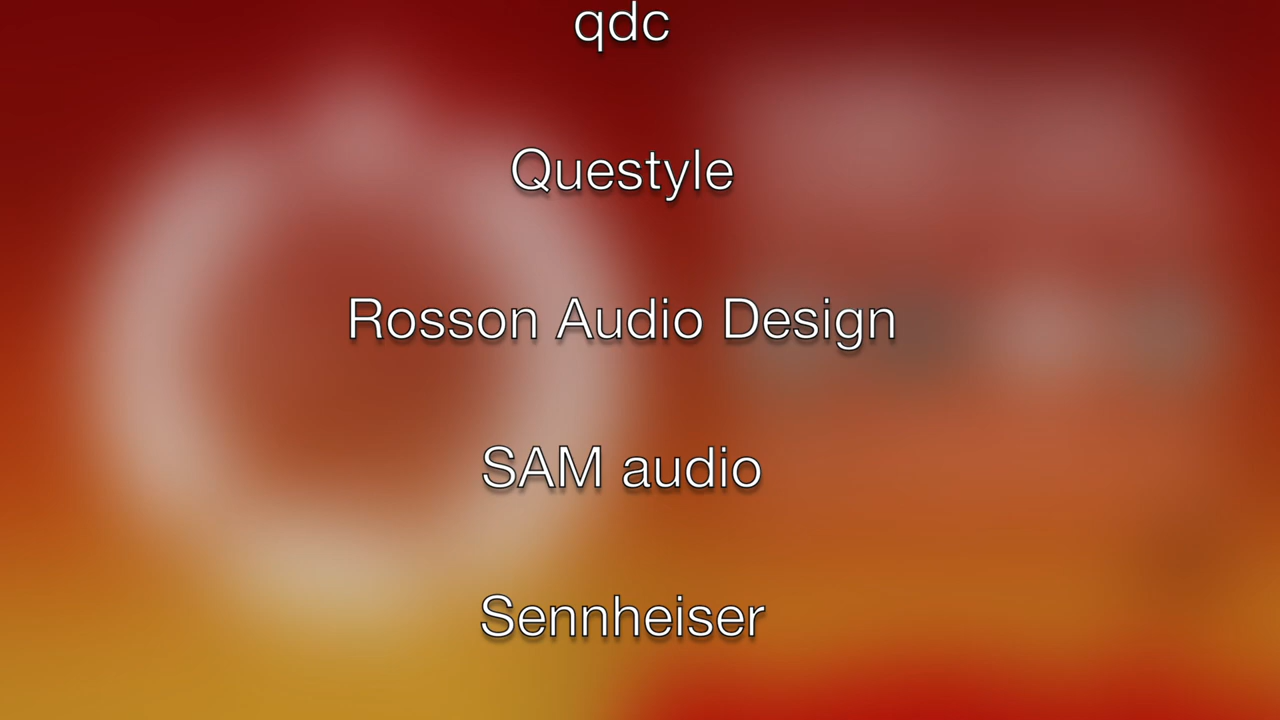 qdc
Questyle
Rosson Audio Design
SAM audio
Sennheiser